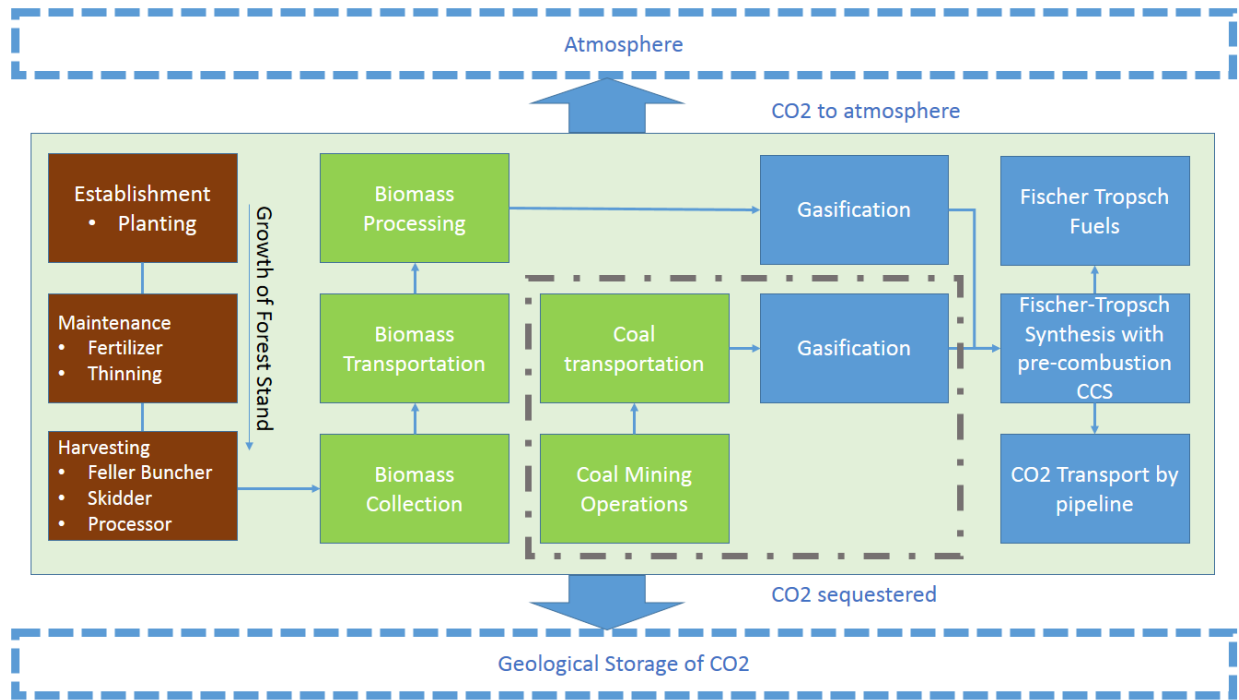 Atmosphere
CO2 to atmosphere
Establishment
• Planting
Growth of Forest Stand
Maintenance
• Fertilizer
• Thinning
Harvesting
• Feller Buncher
• Skidder
• Processor
Biomass
Processing
Biomass
Transportation
Biomass
Collection
Coal
transportation
Coal Mining
Operations
Gasification
Gasification
Fischer Tropsch
Fuels
Fischer-Tropsch
Synthesis with
pre-combustion
CCS
CO2 Transport by
pipeline
CO2 sequestered
Geological Storage of CO2